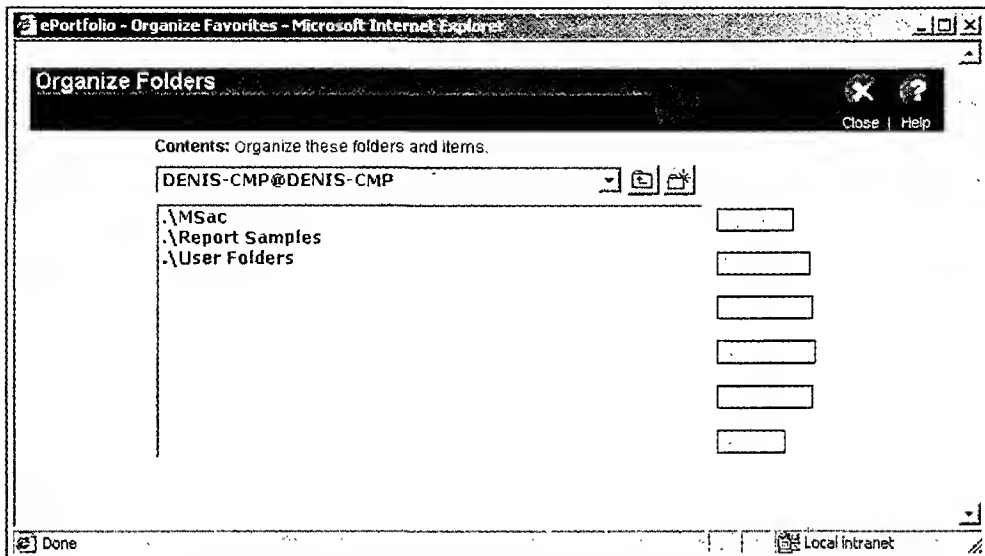 ePortfolio - Organize Favorites - Microsoft Internet Explorer
Organize Folders
Close | Help
Contents: Organize these folders and items.
DENIS-CMP@DENIS-CMP
.\MSac
.\Report Samples
.\User Folders
Done
Local intranet